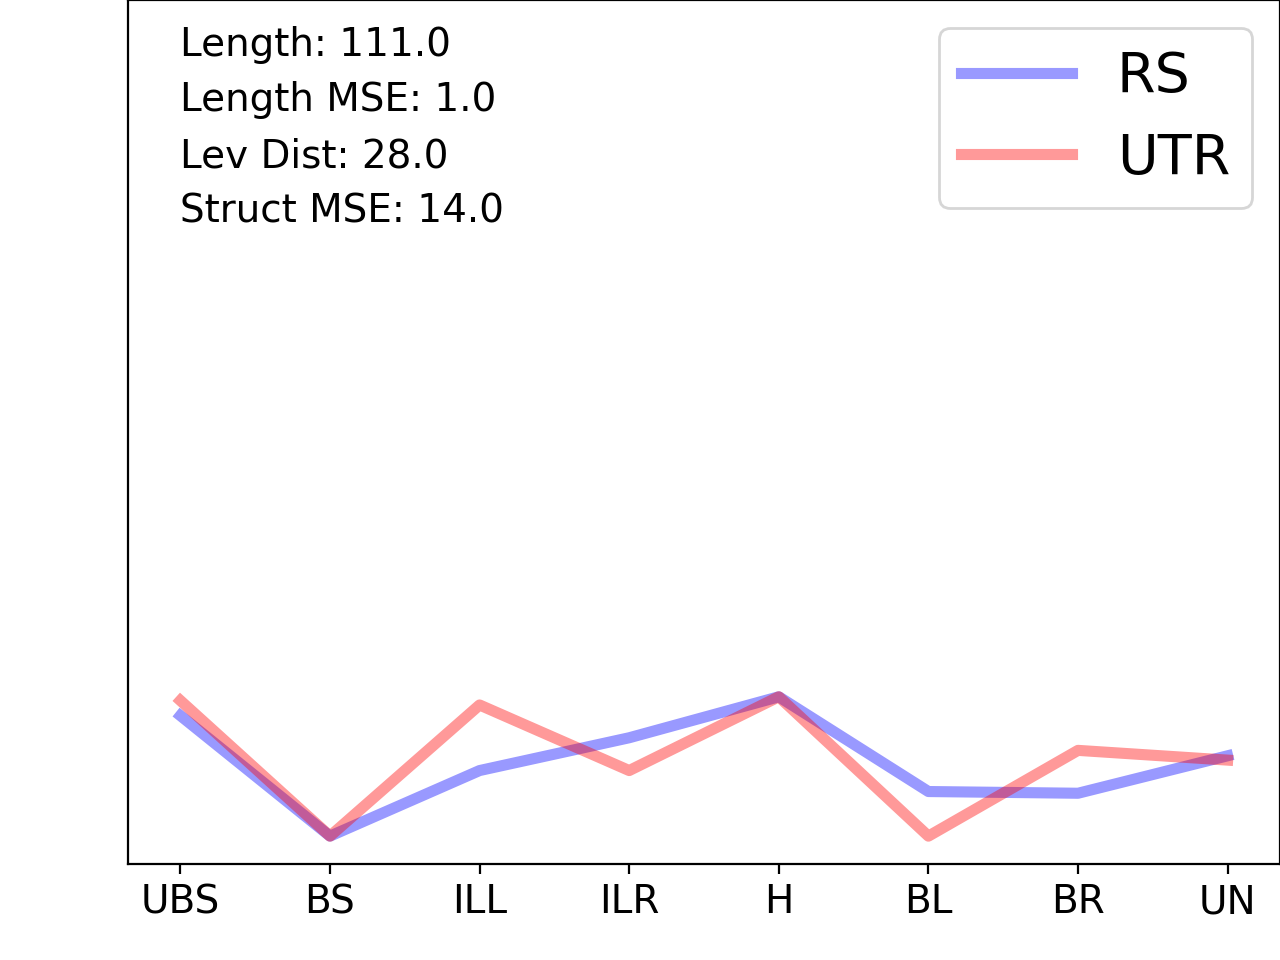 Length: 111.0
Length MSE: 1.0
Lev Dist: 28.0
Struct MSE: 14.0
RS
UTR
UBS BS ILL ILR H BL BR UN